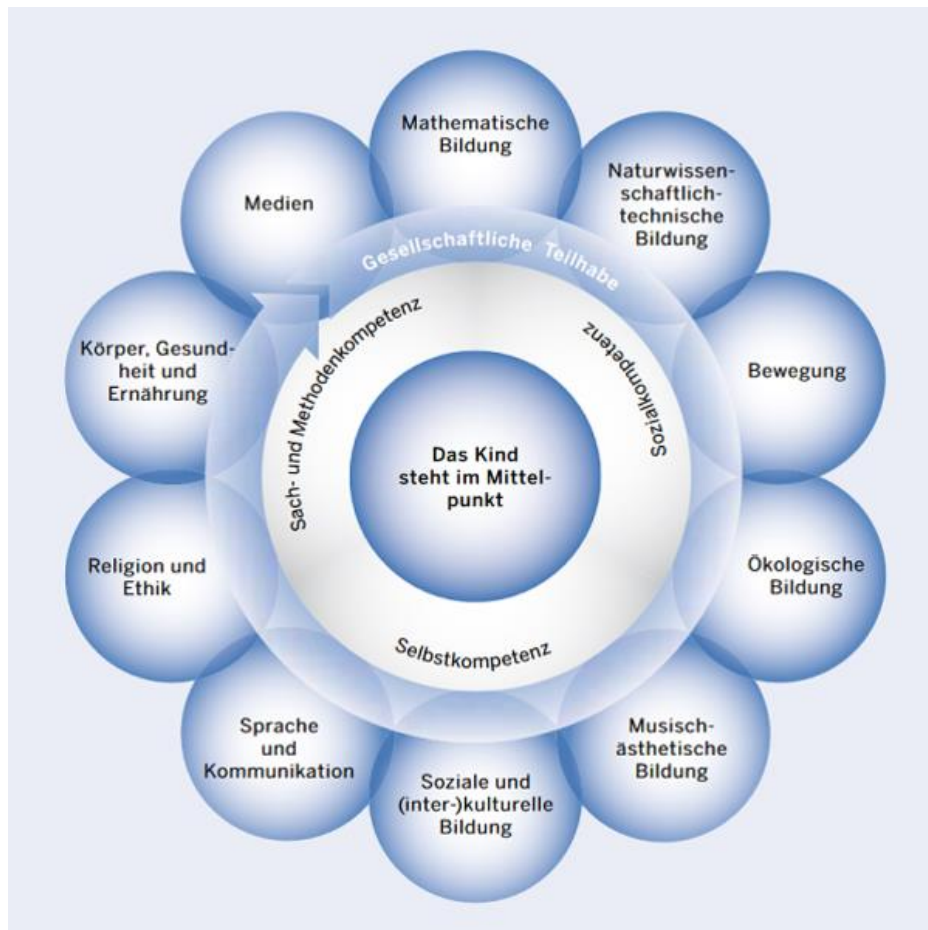 Mathematische
Bildung
Naturwissen-
schaftlich-
technische
Bildung
Bewegung
Ökologische
Bildung
Musisch-
ästhetische
Bildung
Soziale und
(inter-)kulturelle
Bildung
Sprache
und
Kommunikation
Religion und
Ethik
Körper, Gesund-
heit und
Ernährung
Medien
Gesellschaftliche Teilhabe
Sach- und Methodenkompetenz
Sozialkompetenz
Selbstkompetenz
Das Kind
steht im Mittel-
punkt